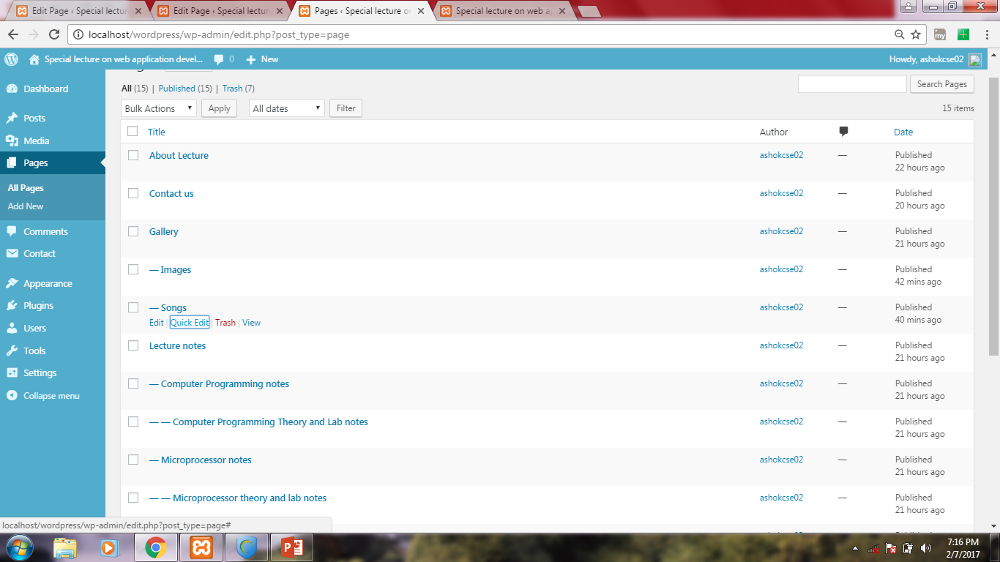 Edit Page ‹ Special lecture
Edit Page ‹ Special lecture
Pages ‹ Special lecture o
Special lecture on web a
localhost/wordpress/wp-admin/edit.php?post_type=page
my
Special lecture on web application devel... 0 New
Howdy, ashokcse02
Dashboard
Posts
Media
Pages
All Pages
Add New
Comments
Contact
Appearance
Plugins
Users
Tools
Settings
Collapse menu
All (15) | Published (15) | Trash (7)
Search Pages
Bulk Actions Apply All dates Filter
15 items
Title Author Date
About Lecture ashokcse02 — Published
22 hours ago
Contact us ashokcse02 — Published
20 hours ago
Gallery ashokcse02 — Published
21 hours ago
— Images ashokcse02 — Published
42 mins ago
— Songs ashokcse02 — Published
Edit | Quick Edit | Trash | View 40 mins ago
Lecture notes ashokcse02 — Published
21 hours ago
— Computer Programming notes ashokcse02 — Published
21 hours ago
— — Computer Programming Theory and Lab notes ashokcse02 — Published
21 hours ago
— Microprocessor notes ashokcse02 — Published
21 hours ago
— — Microprocessor theory and lab notes ashokcse02 — Published
21 hours ago
localhost/wordpress/wp-admin/edit.php?post_type=page#
7:16 PM
2/7/2017